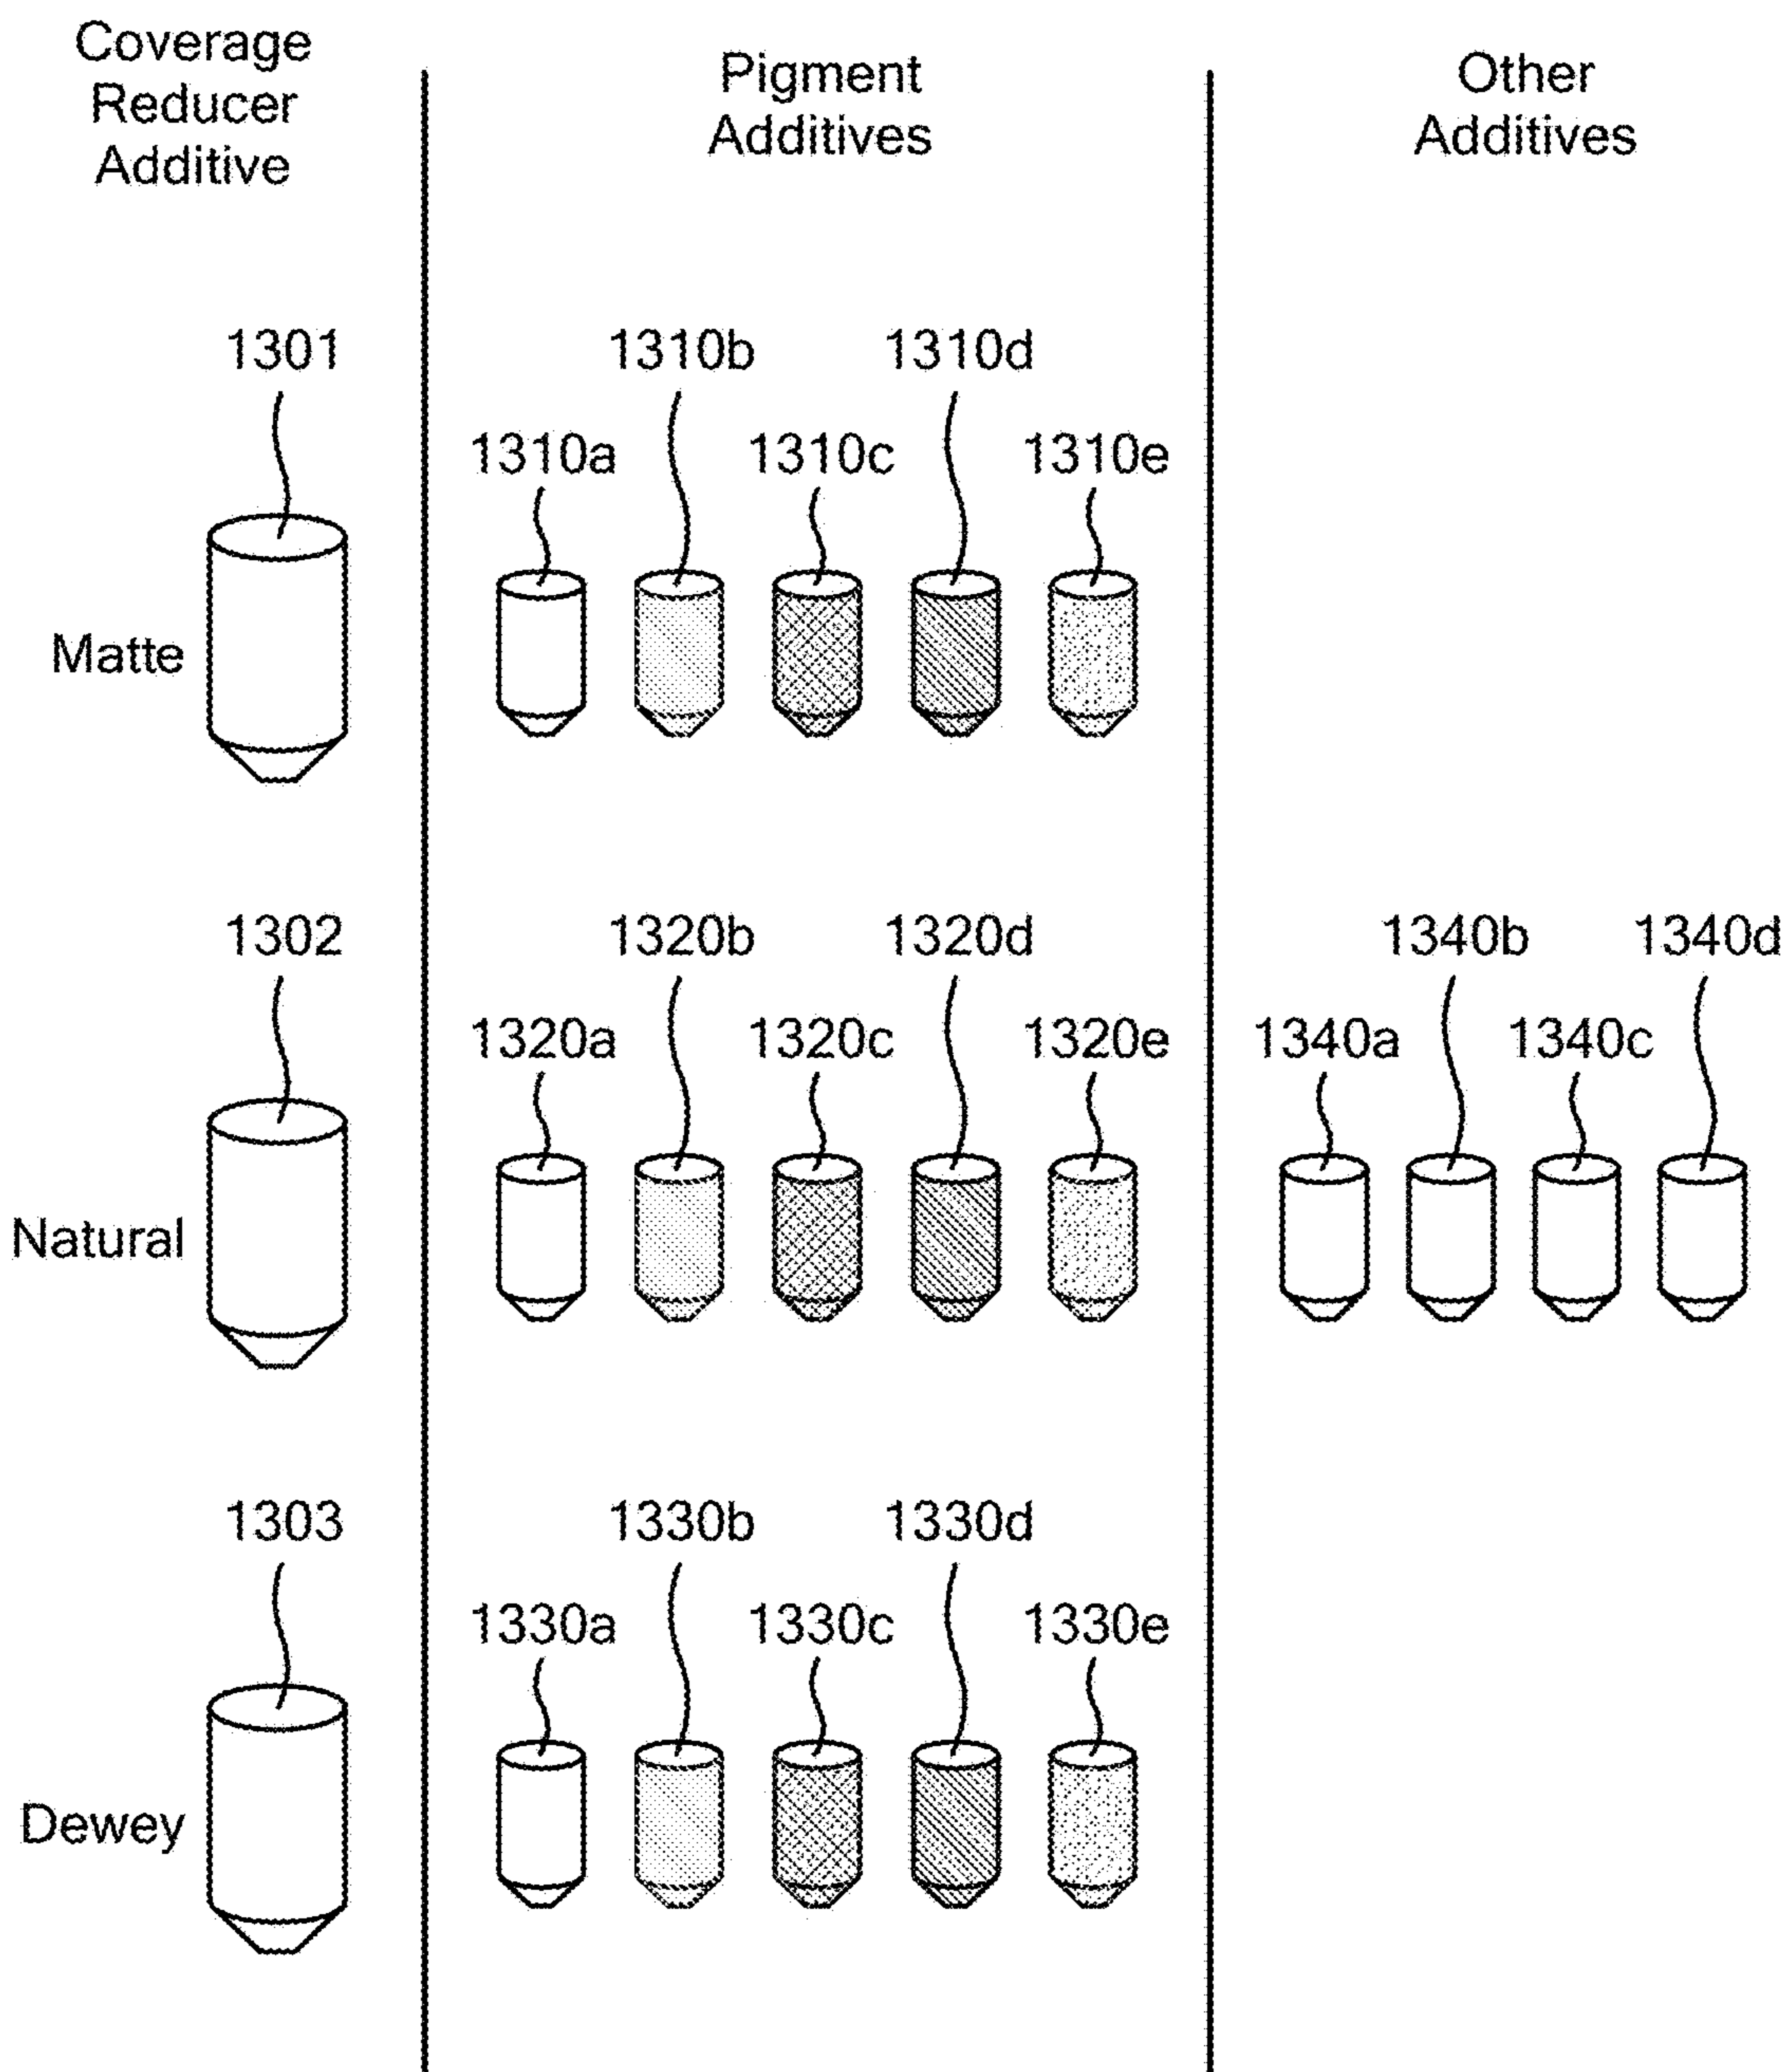 Coverage
Reducer
Additive
Pigment
Additives
Other
Additives
1301
1310b
1310d
1310a
1310c
1310e
Matte
1302
1320b
1320d
1340b
1340d
1320a
1320c
1320e
1340a
1340c
Natural
1303
1330b
1330d
1330a
1330c
1330e
Dewey